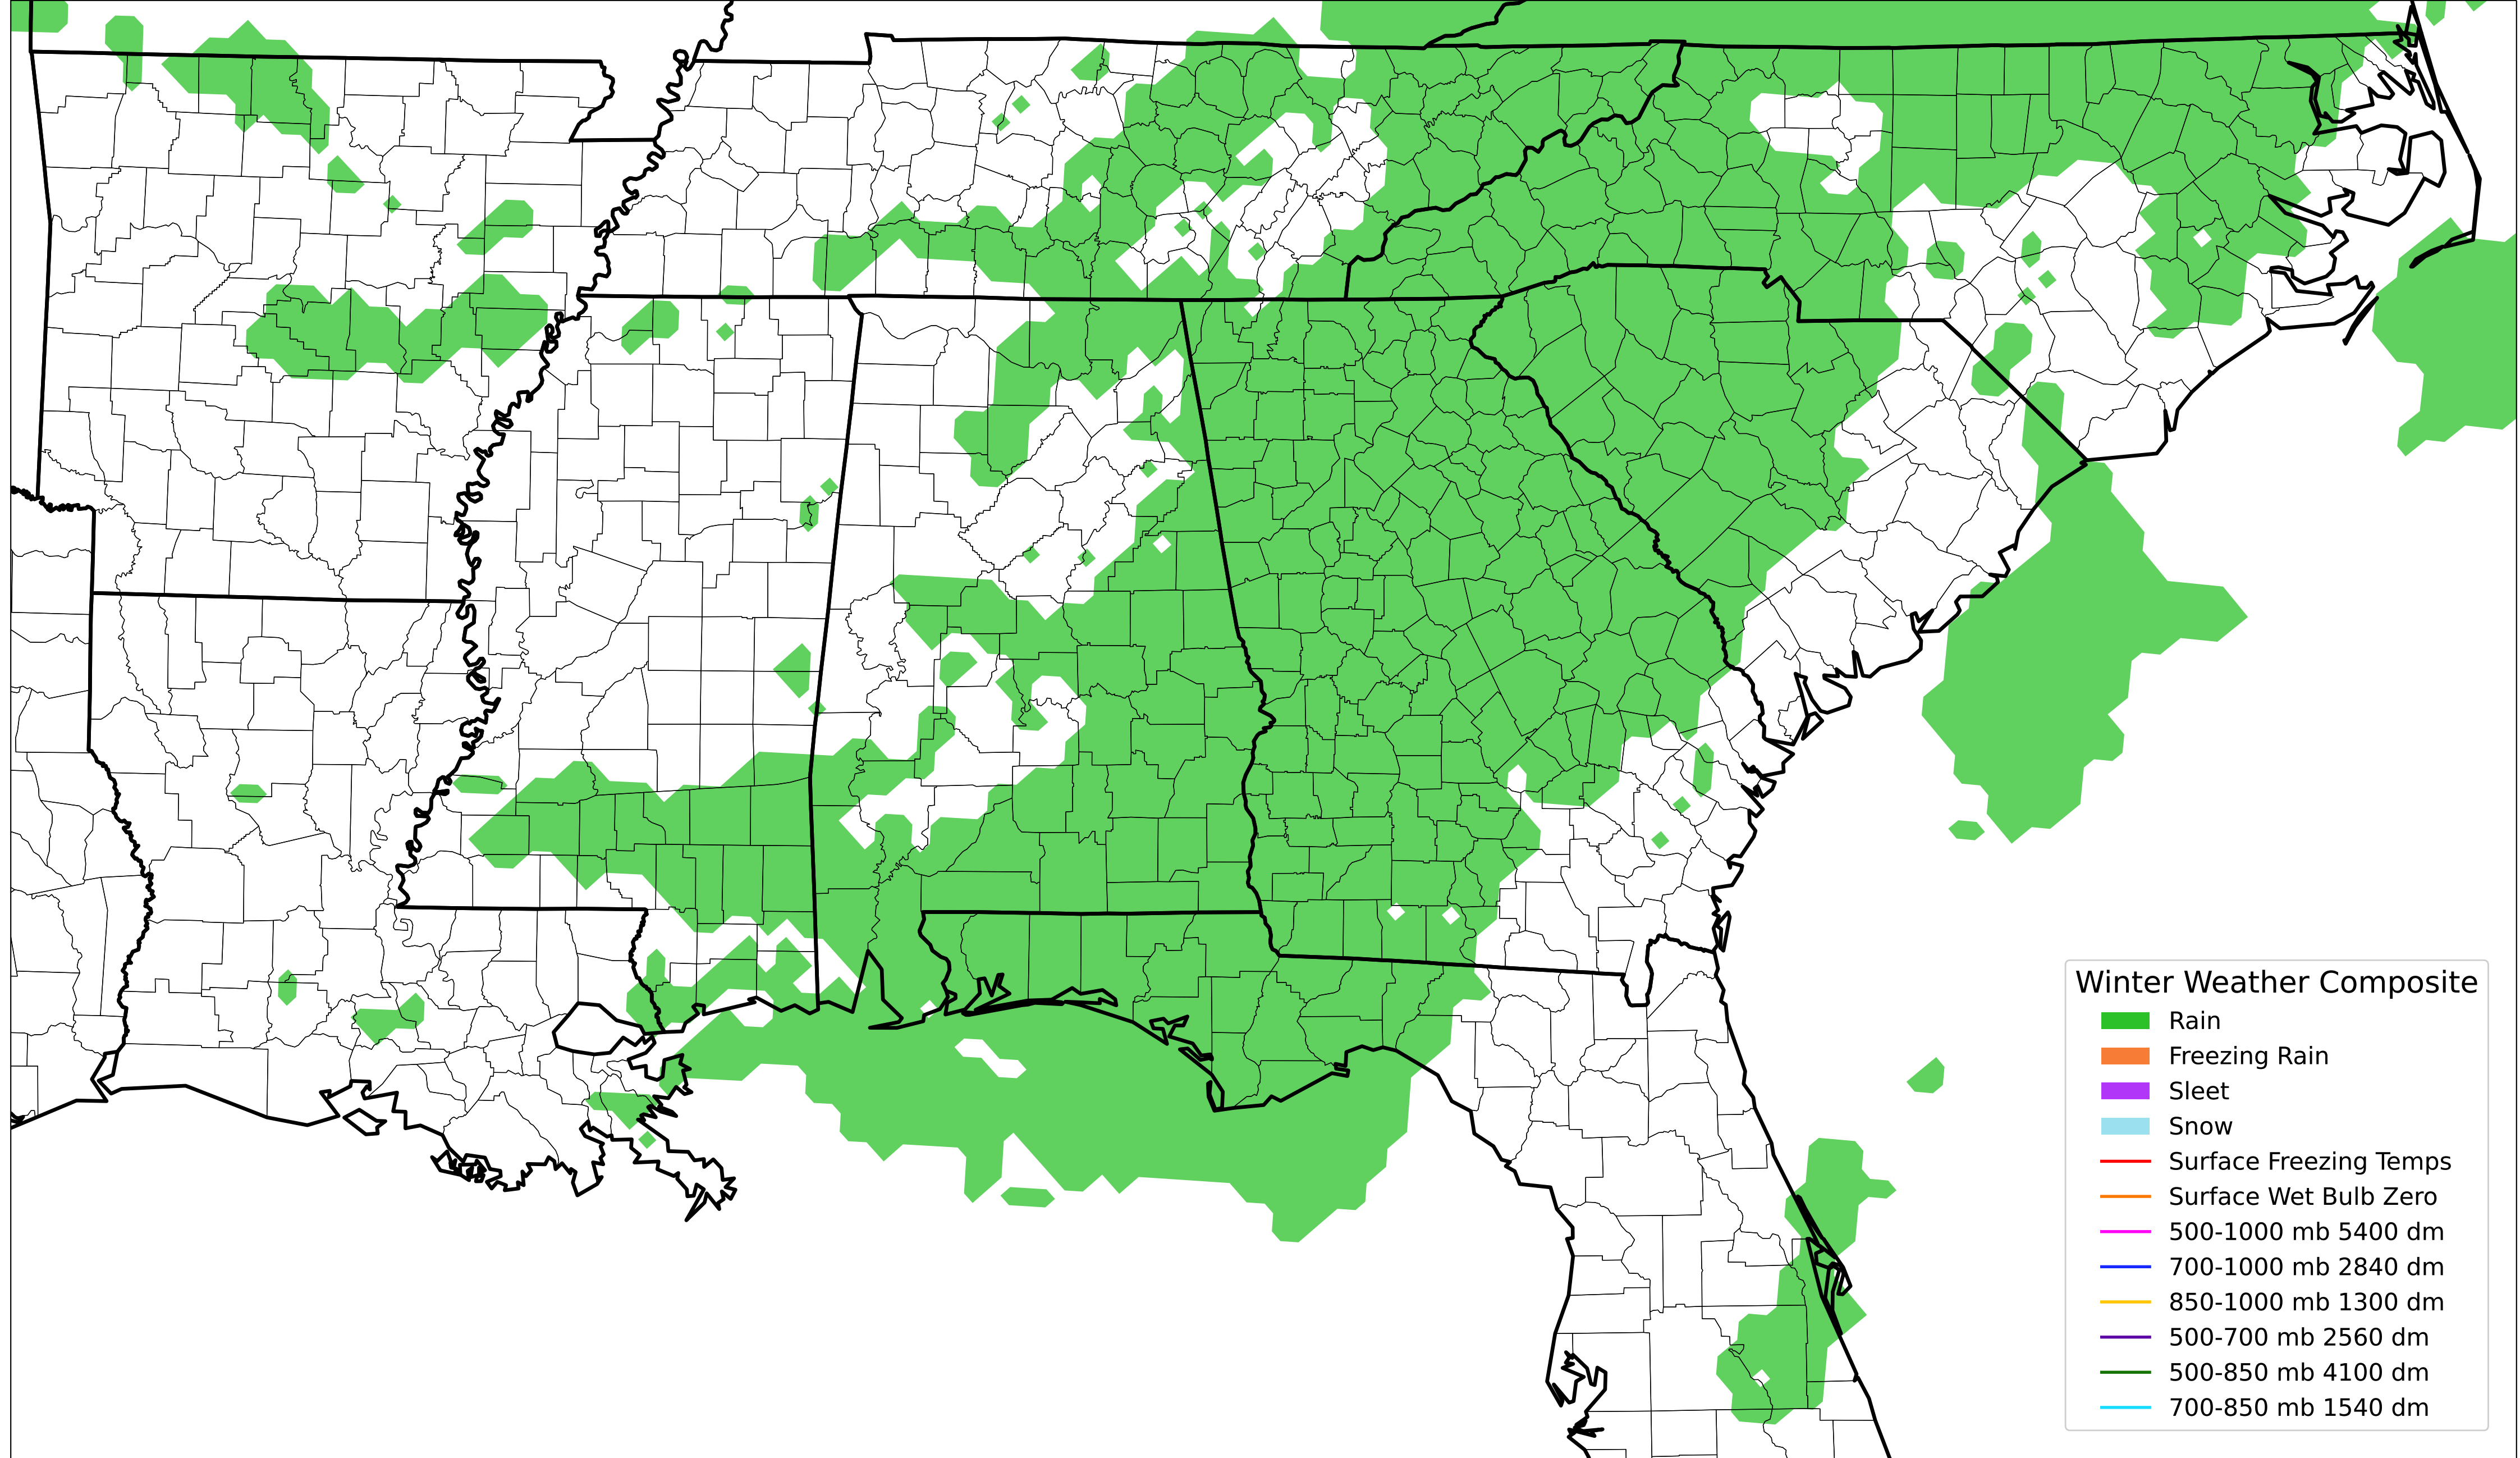 Winter Weather Composite
Rain
Freezing Rain
Sleet
Snow
Surface Freezing Temps
Surface Wet Bulb Zero
500-1000 mb 5400 dm
700-1000 mb 2840 dm
850-1000 mb 1300 dm
500-700 mb 2560 dm
500-850 mb 4100 dm
700-850 mb 1540 dm